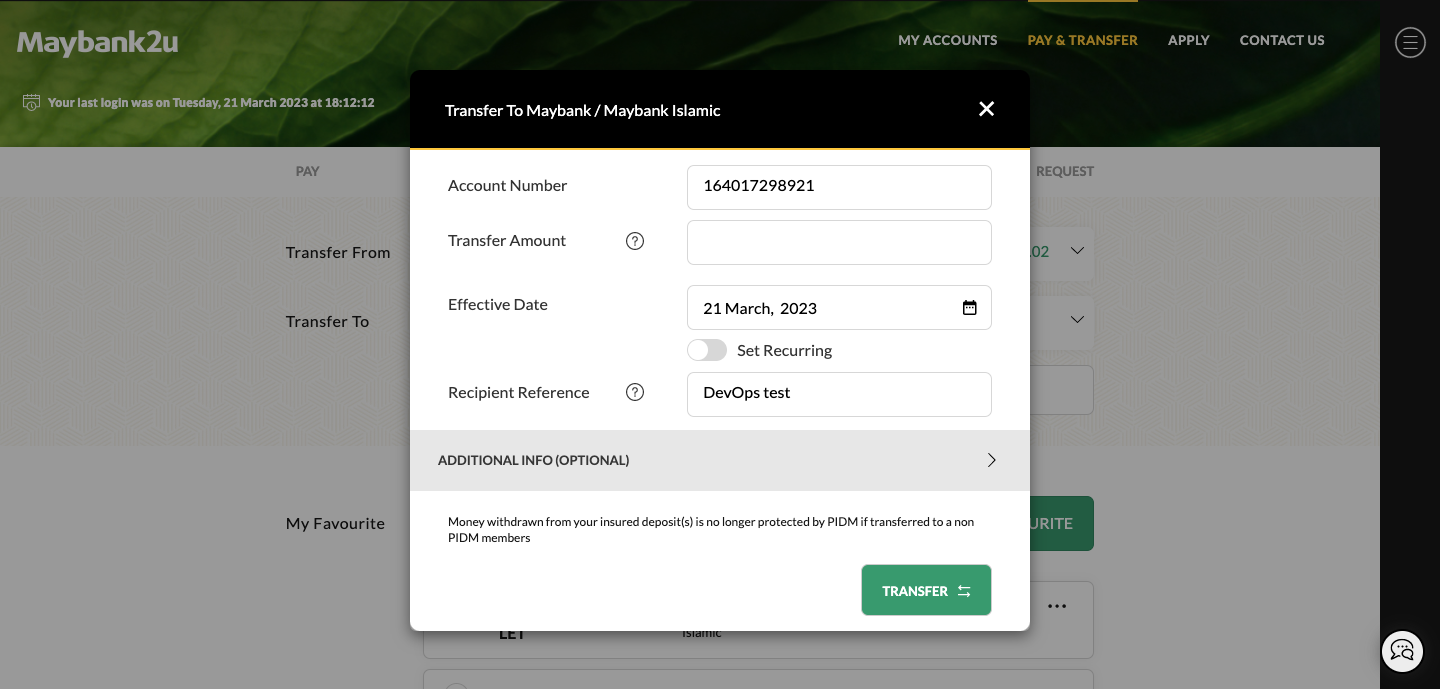 Maybank2u
MY ACCOUNTS
PAY & TRANSFER
APPLY
CONTACT US
Your last login was on Tuesday, 21 March 2023 at 18:12:12
Transfer To Maybank / Maybank Islamic
PAY
REQUEST
Account Number
164017298921
Transfer Amount
?
Transfer From
.02
Effective Date
21 March, 2023
Transfer To
Set Recurring
Recipient Reference
?
DevOps test
ADDITIONAL INFO (OPTIONAL)
My Favourite
URITE
Money withdrawn from your insured deposit(s) is no longer protected by PIDM if transferred to a non
PIDM members
TRANSFER
LET
Islamic